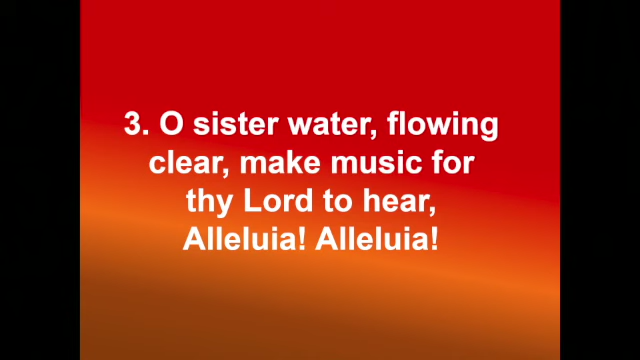 3. O sister water, flowing
clear, make music for
thy Lord to hear,
Alleluia! Alleluia!